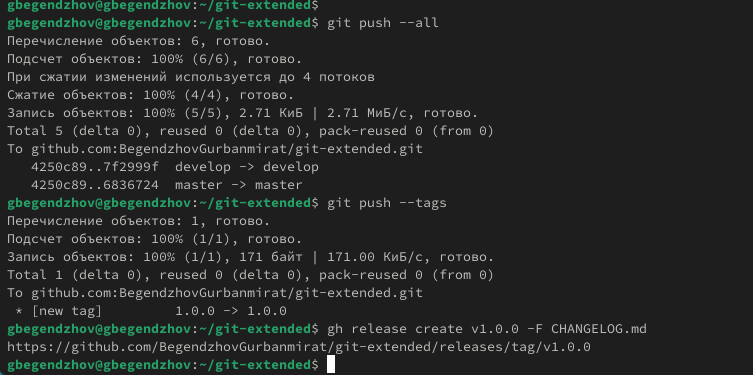 gbegendzhov@gbegendzhov:~/git-extended$
gbegendzhov@gbegendzhov:~/git-extended$ git push --all
Перечисление объектов: 6, готово.
Подсчет объектов: 100% (6/6), готово.
При сжатии изменений используется до 4 потоков
Сжатие объектов: 100% (4/4), готово.
Запись объектов: 100% (5/5), 2.71 КиБ | 2.71 МиБ/с, готово.
Total 5 (delta 0), reused 0 (delta 0), pack-reused 0 (from 0)
To github.com:BegendzhovGurbanmirat/git-extended.git
   4250c89..7f2999f  develop -> develop
   4250c89..6836724  master -> master
gbegendzhov@gbegendzhov:~/git-extended$ git push --tags
Перечисление объектов: 1, готово.
Подсчет объектов: 100% (1/1), готово.
Запись объектов: 100% (1/1), 171 байт | 171.00 КиБ/с, готово.
Total 1 (delta 0), reused 0 (delta 0), pack-reused 0 (from 0)
To github.com:BegendzhovGurbanmirat/git-extended.git
 * [new tag]         1.0.0 -> 1.0.0
gbegendzhov@gbegendzhov:~/git-extended$ gh release create v1.0.0 -F CHANGELOG.md
https://github.com/BegendzhovGurbanmirat/git-extended/releases/tag/v1.0.0
gbegendzhov@gbegendzhov:~/git-extended$